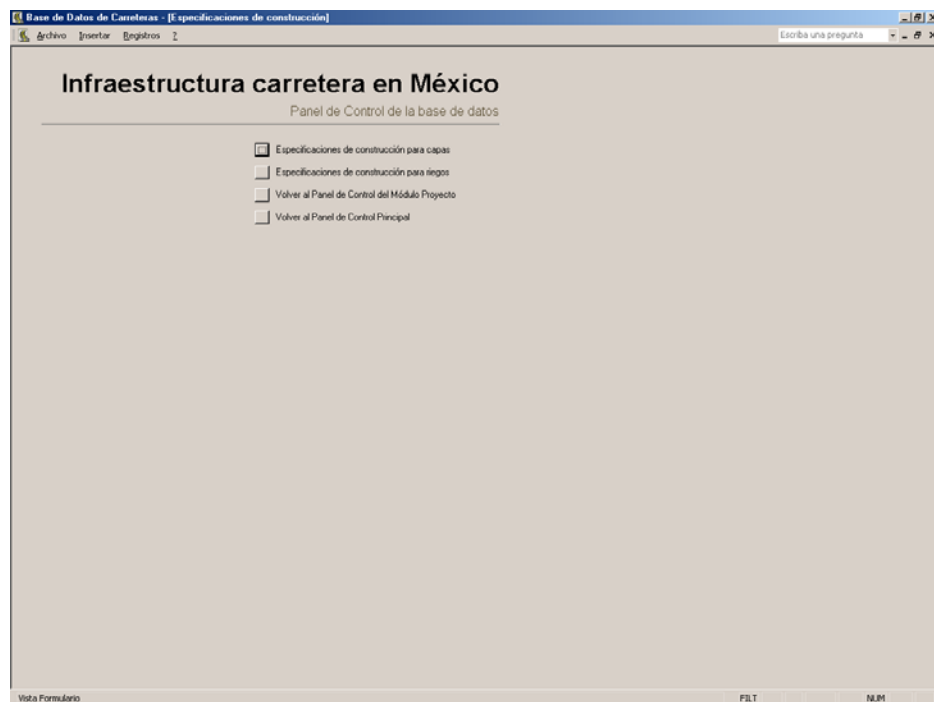 Base de Datos de Carreteras - [Especificaciones de construcción]
Archivo Insertar Registros ? Escriba una pregunta
Infraestructura carretera en México
Panel de Control de la base de datos
Especificaciones de construcción para capas
Especificaciones de construcción para riegos
Volver al Panel de Control del Módulo Proyecto
Volver al Panel de Control Principal
Vista Formulario FILT NUM